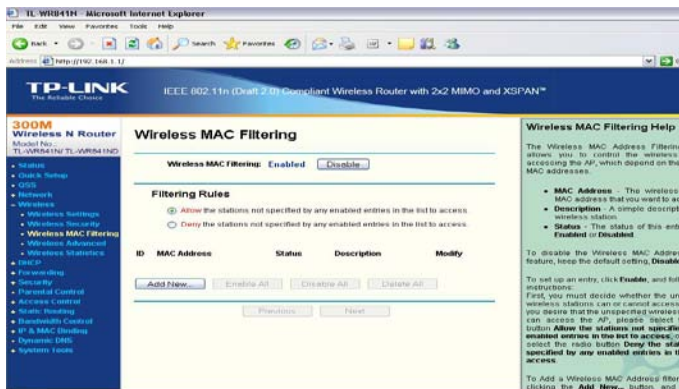 TL-WR841N - Microsoft Internet Explorer
File Edit View Favorites Tools Help
Back Search Favorites
Address http://192.168.1.1/
TP-LINK
The Reliable Choice
IEEE 802.11n (Draft 2.0) Compliant Wireless Router with 2x2 MIMO and XSPAN™
300M
Wireless N Router
Model No.:
TL-WR841N/ TL-WR841ND
• Status
• Quick Setup
• QSS
• Network
• Wireless
• Wireless Settings
• Wireless Security
• Wireless MAC Filtering
• Wireless Advanced
• Wireless Statistics
• DHCP
• Forwarding
• Security
• Parental Control
• Access Control
• Static Routing
• Bandwidth Control
• IP & MAC Binding
• Dynamic DNS
• System Tools
Wireless MAC Filtering
Wireless MAC Filtering: Enabled Disable
Filtering Rules
Allow the stations not specified by any enabled entries in the list to access
Deny the stations not specified by any enabled entries in the list to access
ID MAC Address Status Description Modify
Add New... Enable All Disable All Delete All
Previous Next
Wireless MAC Filtering Help
The Wireless MAC Address Filtering
allows you to control the wireless
accessing the AP, which depend on the
MAC addresses.
• MAC Address - The wireless
MAC address that you want to
• Description - A simple
wireless station.
• Status - The status of this
Enabled or Disabled.
To disable the Wireless MAC
feature, keep the default setting,
To set up an entry, click Enable, and
instructions:
First, you must decide whether the
wireless stations can or cannot access
you desire that the unspecified wireless
can access the AP, please select
button Allow the stations not
enabled entries in the list to access,
select the radio button Deny the
specified by any enabled entries in
access.
To Add a Wireless MAC Address
clicking the Add New... button, and